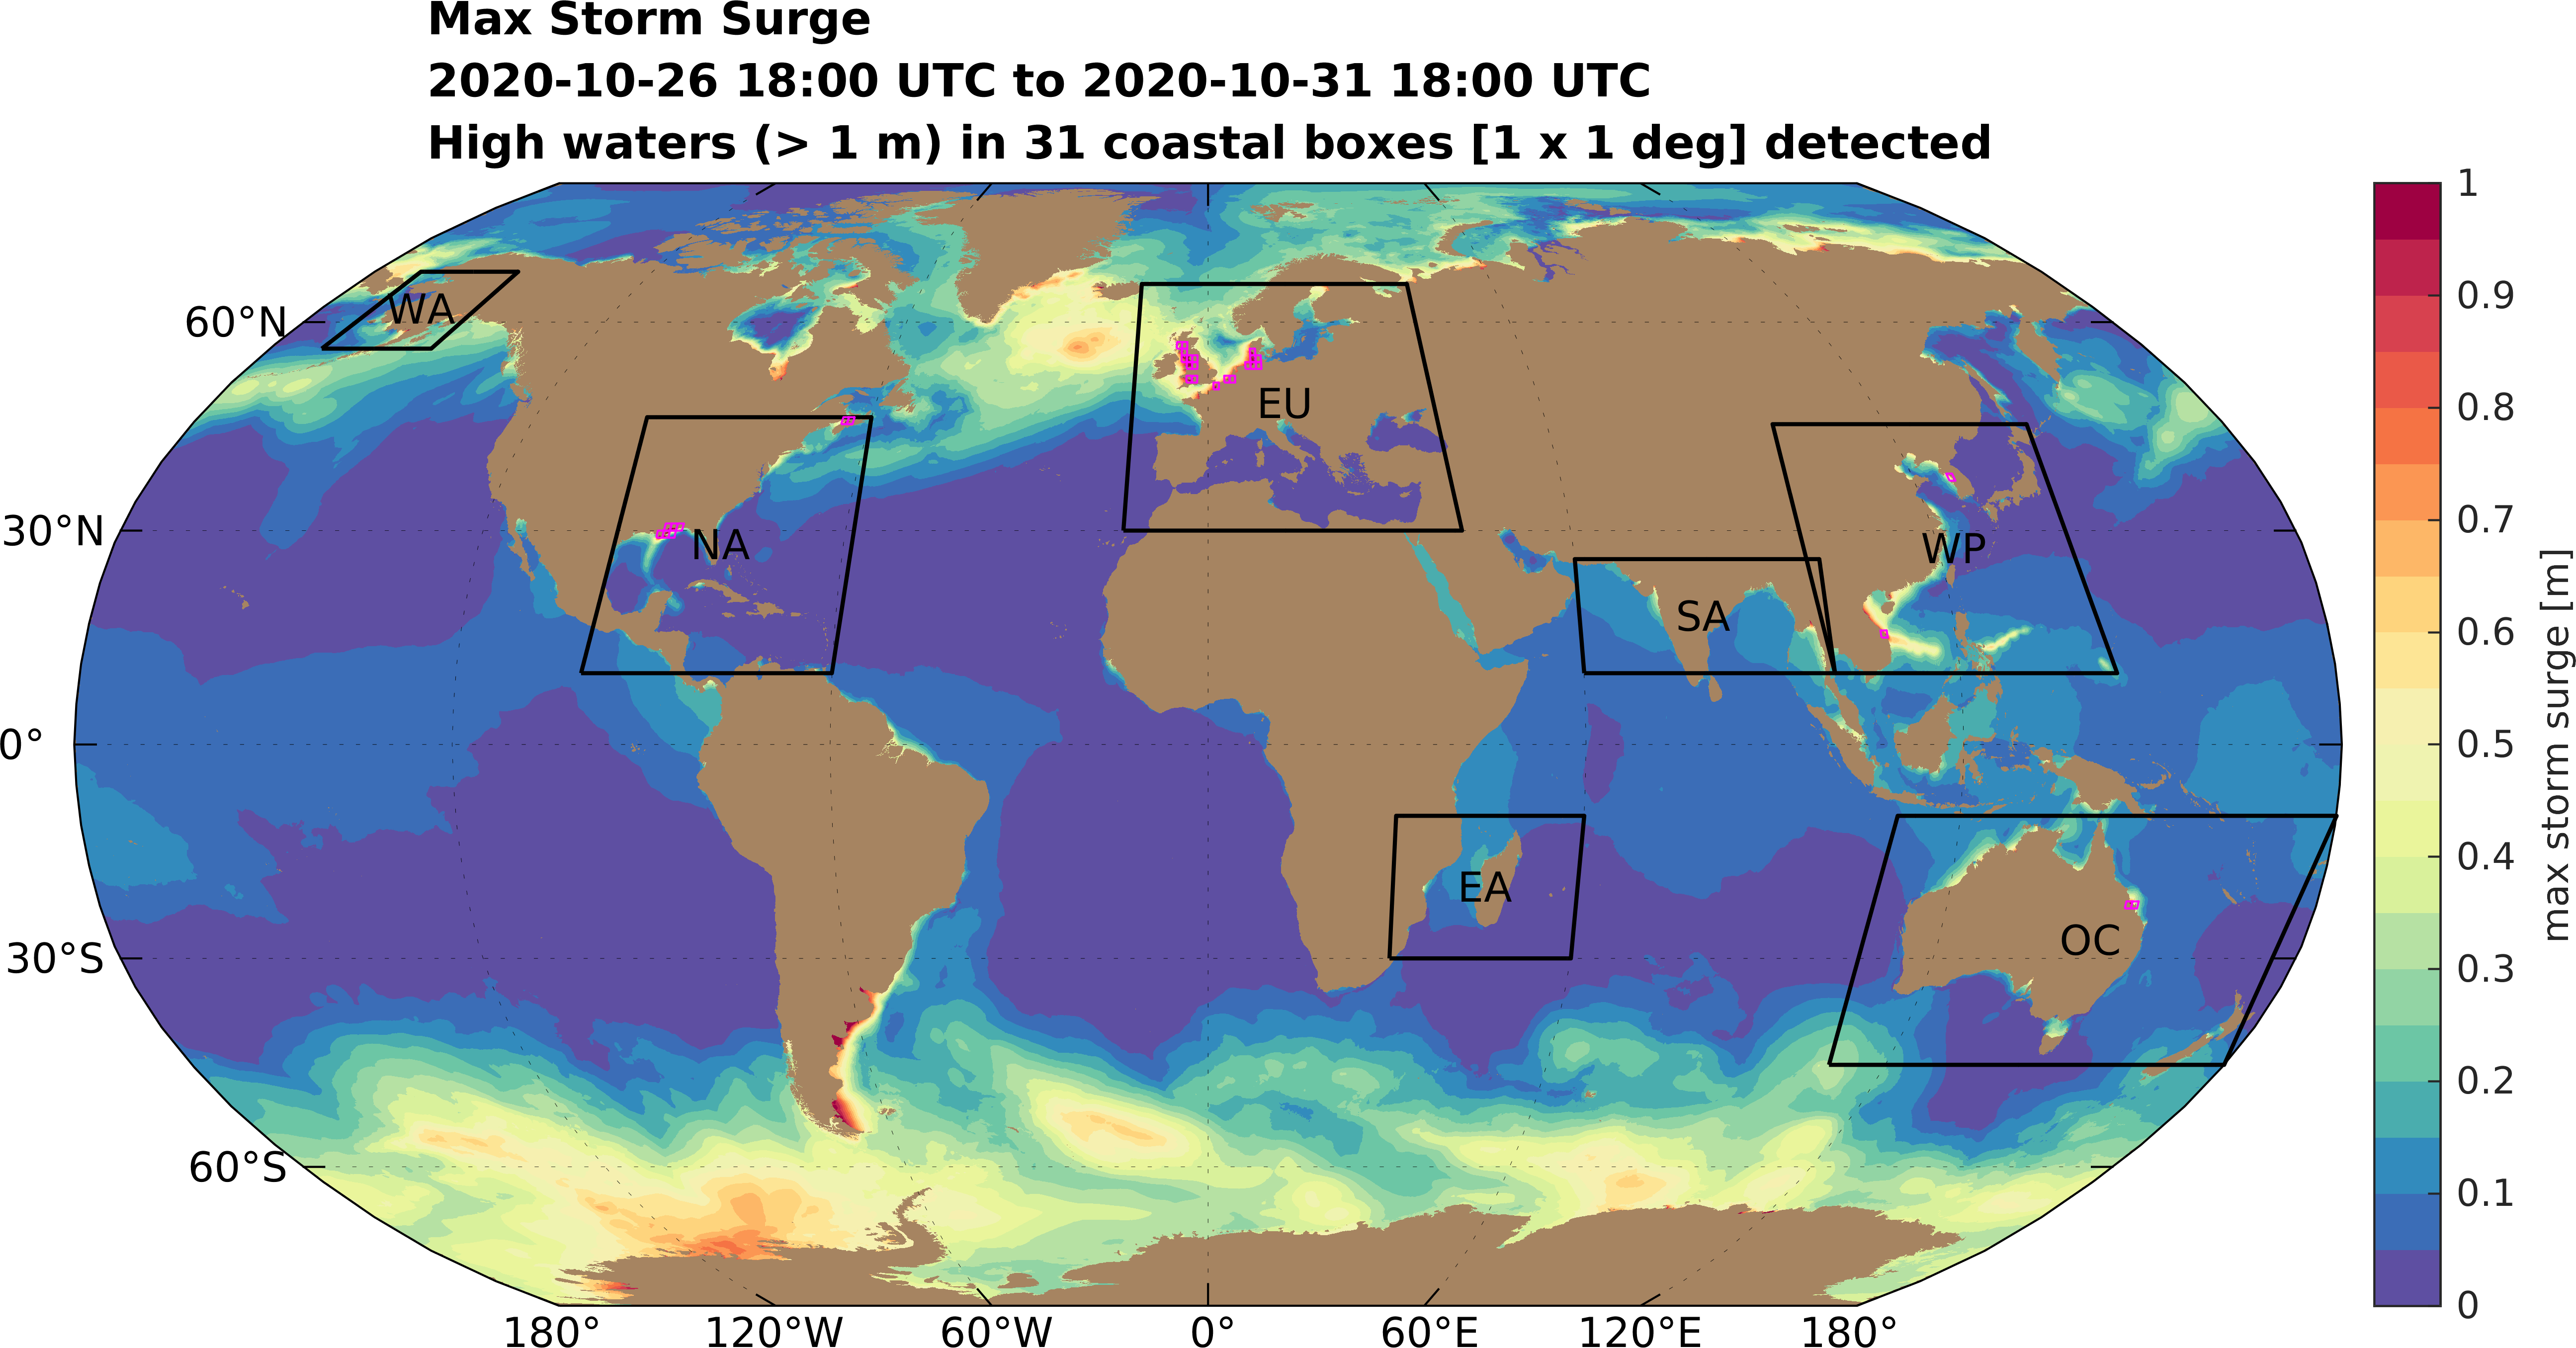 Max Storm Surge
2020-10-26 18:00 UTC to 2020-10-31 18:00 UTC
High waters (> 1 m) in 31 coastal boxes [1 x 1 deg] detected
60°N
30°N
0°
30°S
60°S
WA
NA
EU
SA
WP
EA
OC
180°
120°W
60°W
0°
60°E
120°E
180°
1
0.9
0.8
0.7
0.6
0.5
0.4
0.3
0.2
0.1
0
max storm surge [m]